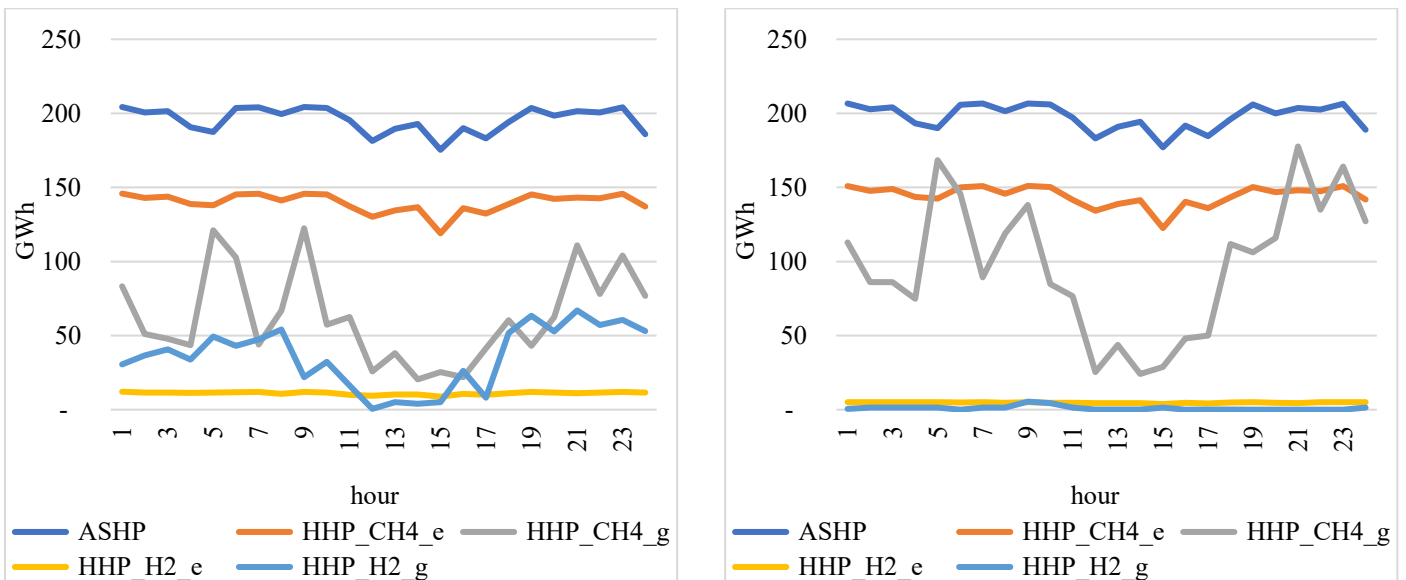 250
200
150
100
50
-
GWh
1 3 5 7 9 11 13 15 17 19 21 23
hour
ASHP HHP_CH4_e HHP_CH4_g
HHP_H2_e HHP_H2_g
250
200
150
100
50
-
GWh
1 3 5 7 9 11 13 15 17 19 21 23
hour
ASHP HHP_CH4_e HHP_CH4_g
HHP_H2_e HHP_H2_g